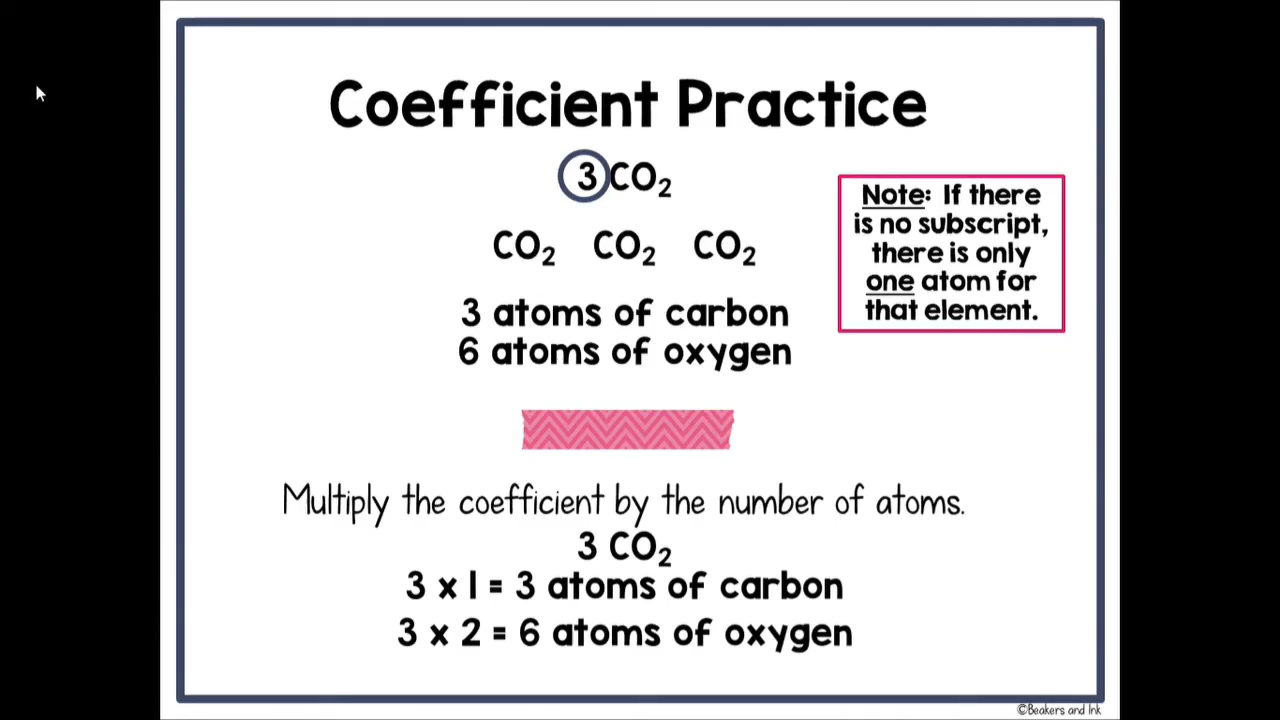 Coefficient Practice
3CO₂
CO₂ CO₂ CO₂
3 atoms of carbon
6 atoms of oxygen
Note: If there
is no subscript,
there is only
one atom for
that element.
Multiply the coefficient by the number of atoms.
3 CO₂
3 x 1 = 3 atoms of carbon
3 x 2 = 6 atoms of oxygen
©Beakers and Ink